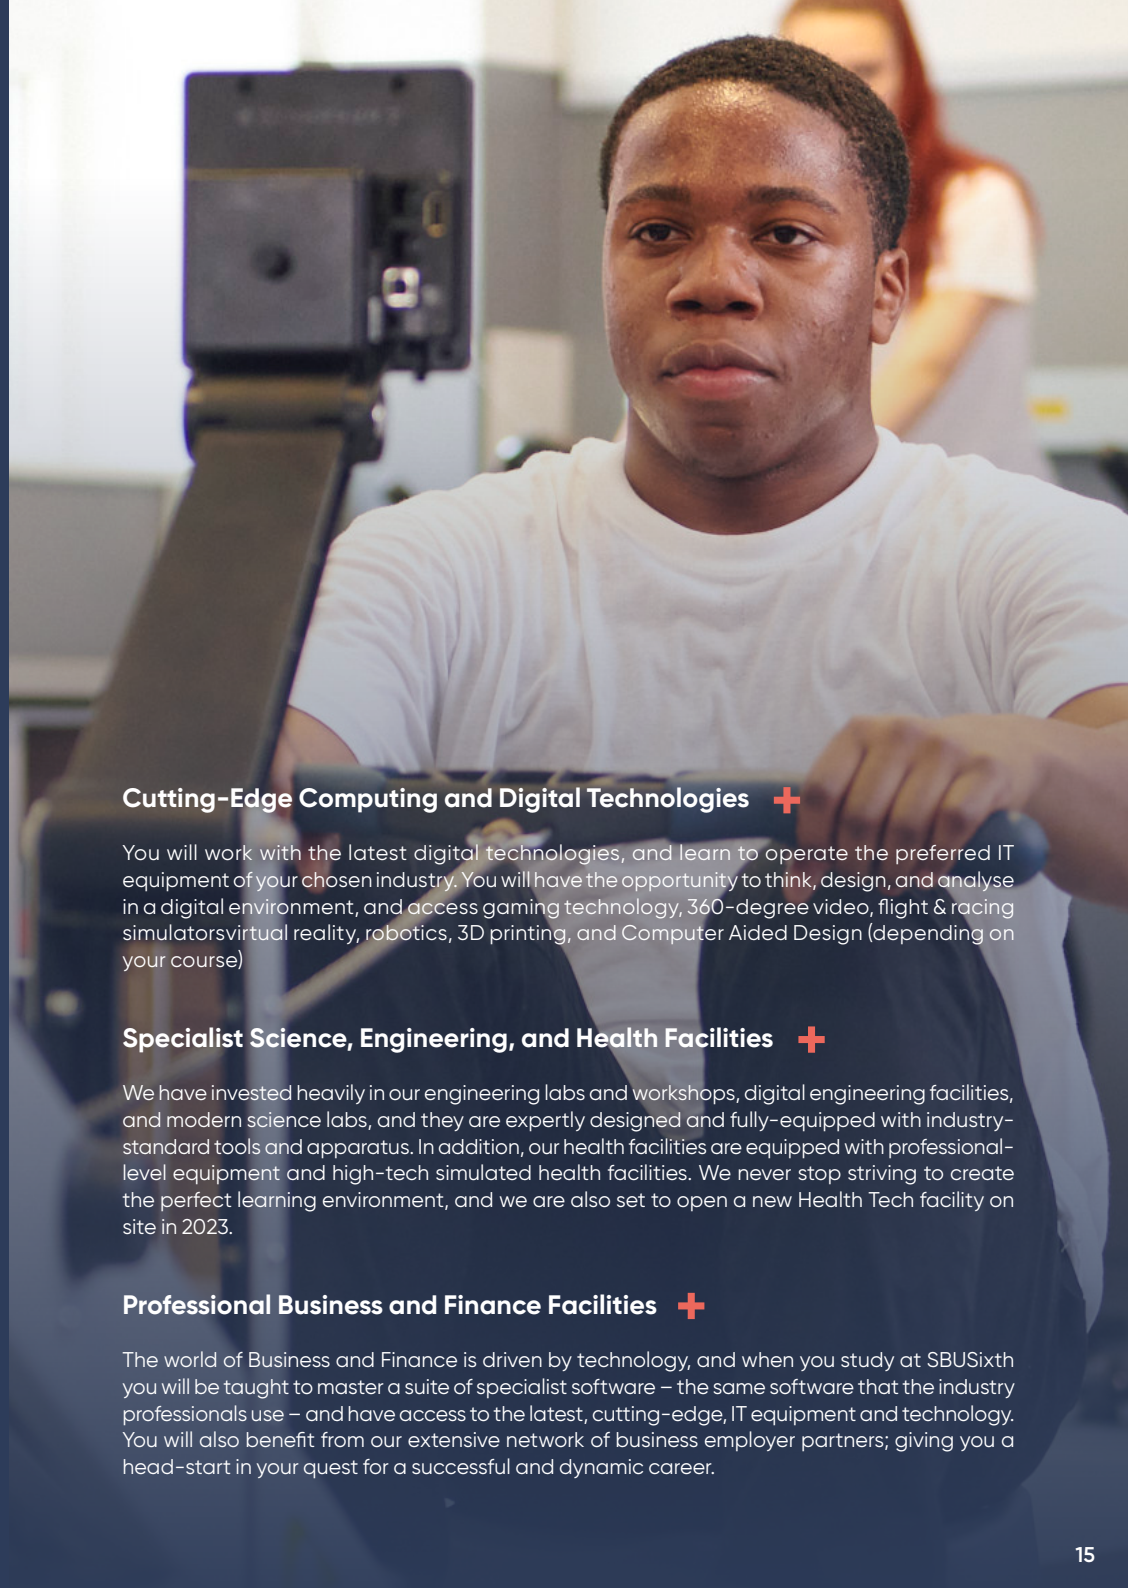 Cutting-Edge Computing and Digital Technologies
You will work with the latest digital technologies, and learn to operate the preferred IT
equipment of your chosen industry. You will have the opportunity to think, design, and analyse
in a digital environment, and access gaming technology, 360-degree video, flight & racing
simulatorsvirtual reality, robotics, 3D printing, and Computer Aided Design (depending on
your course)
Specialist Science, Engineering, and Health Facilities
We have invested heavily in our engineering labs and workshops, digital engineering facilities,
and modern science labs, and they are expertly designed and fully-equipped with industry-
standard tools and apparatus. In addition, our health facilities are equipped with professional-
level equipment and high-tech simulated health facilities. We never stop striving to create
the perfect learning environment, and we are also set to open a new Health Tech facility on
site in 2023.
Professional Business and Finance Facilities
The world of Business and Finance is driven by technology, and when you study at SBUSixth
you will be taught to master a suite of specialist software – the same software that the industry
professionals use – and have access to the latest, cutting-edge, IT equipment and technology.
You will also benefit from our extensive network of business employer partners; giving you a
head-start in your quest for a successful and dynamic career.
15